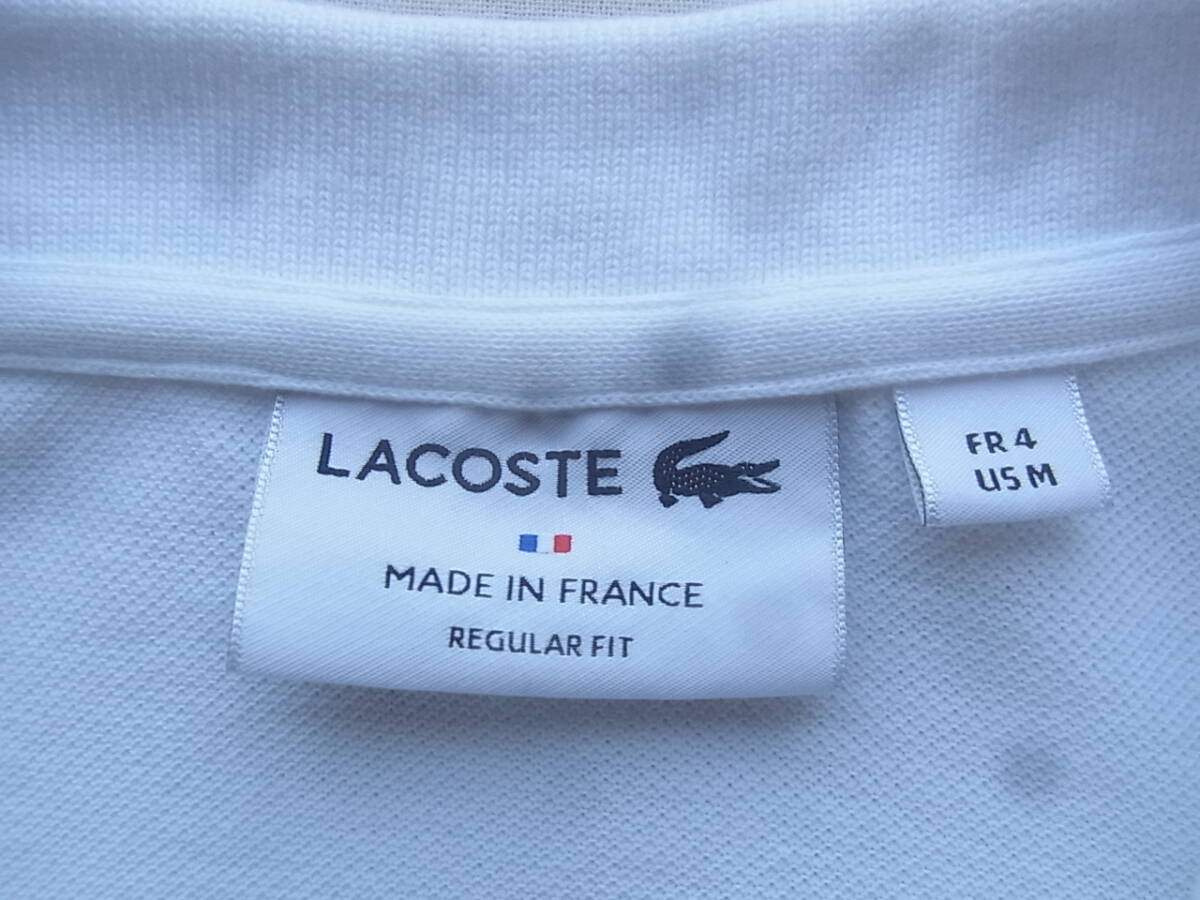 LACOSTE
MADE IN FRANCE
REGULAR FIT
FR 4
US M